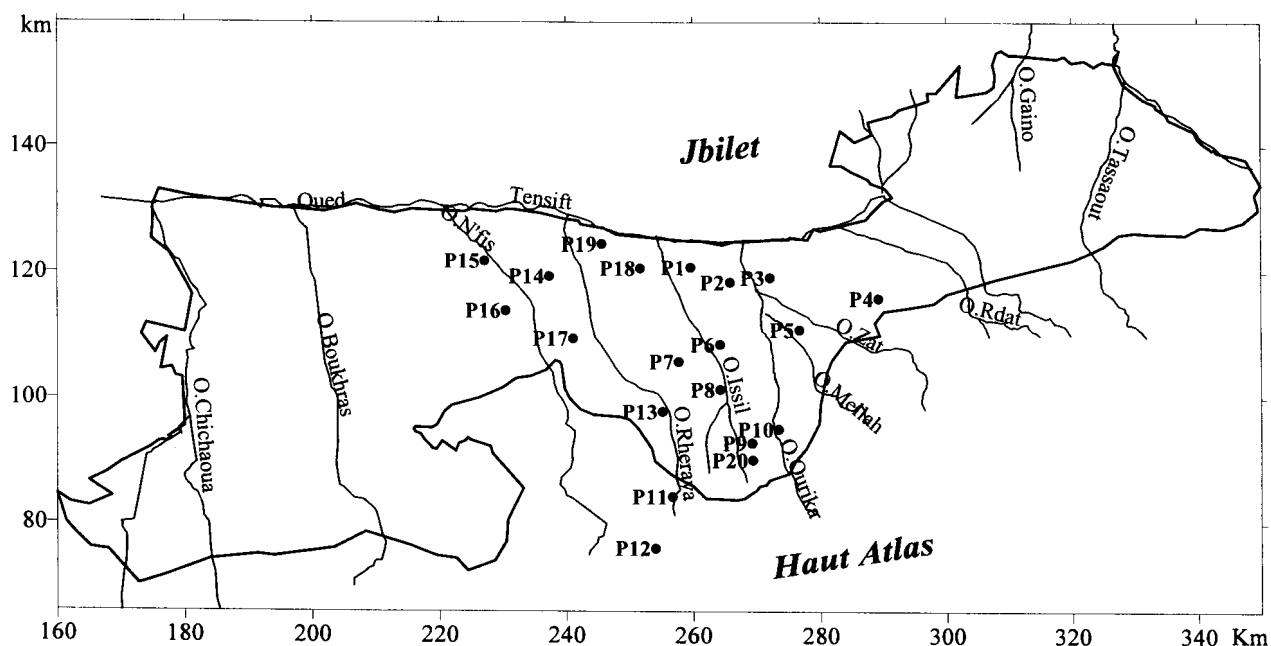 km
140
120
100
80
160
180
200
220
240
260
280
300
320
340
Km
Jbilet
Haut Atlas
Oued
Tensift
O.Gaino
O.Tassaout
O.N'fis
O.Boukhras
O.Chichaoua
O.Rheraya
O.Issil
O.Ourika
O.Zat
O.Mellah
O.Rdat
P19
P15
P14
P18
P1
P2
P3
P4
P16
P17
P5
P6
P7
P8
P13
P10
P9
P20
P11
P12